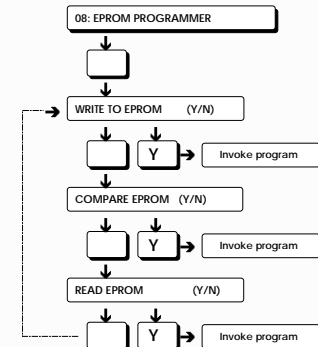 08: EPROM PROGRAMMER
WRITE TO EPROM (Y/N)
Y
Invoke program
COMPARE EPROM (Y/N)
Y
Invoke program
READ EPROM (Y/N)
Y
Invoke program